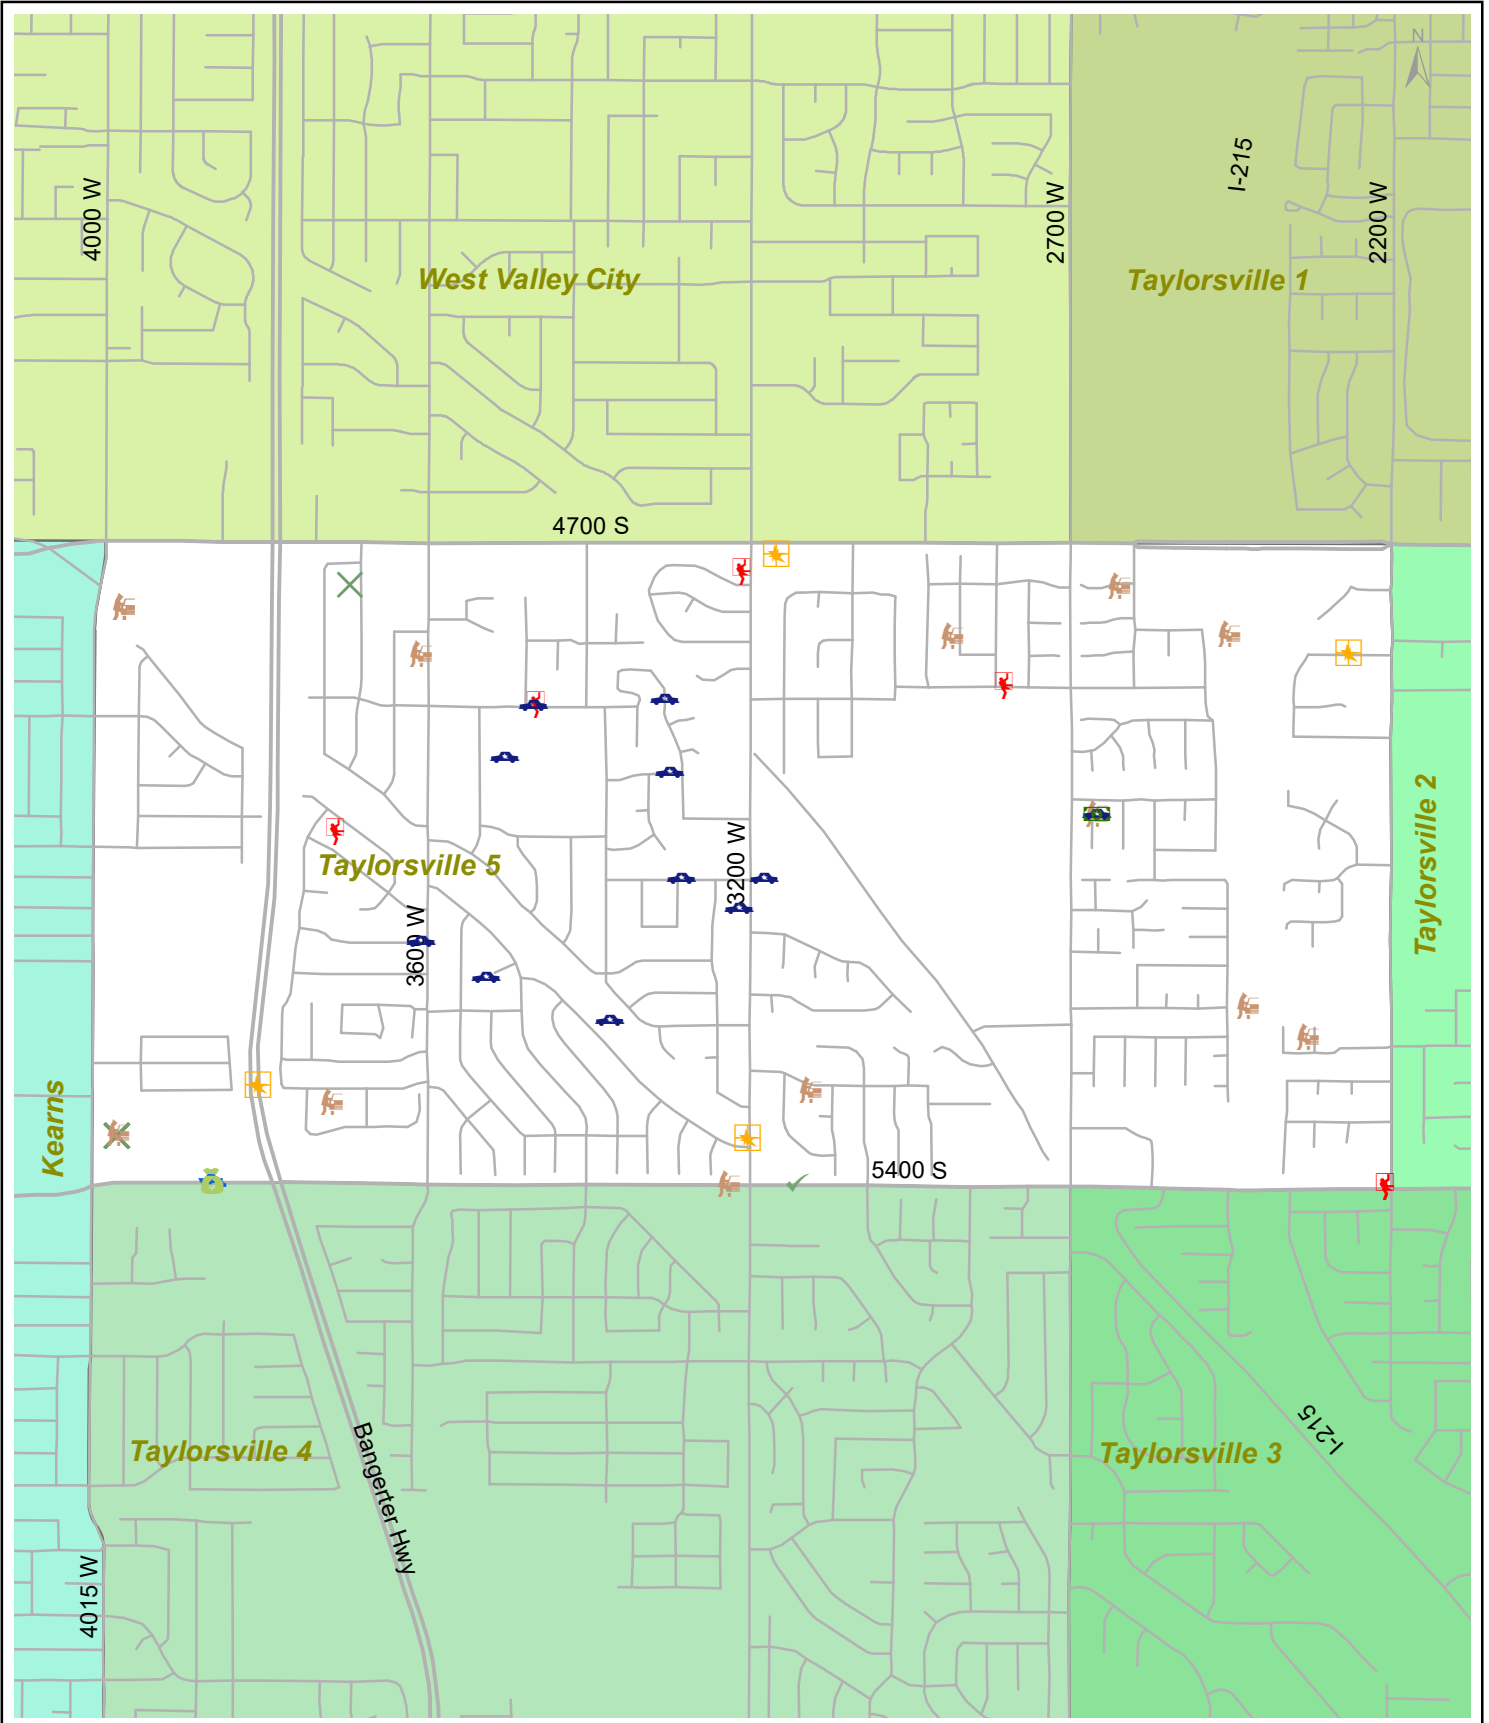 N
I-215
4000 W
2700 W
2200 W
West Valley City
Taylorsville 1
4700 S
Taylorsville 2
3200 W
Taylorsville 5
3600 W
Kearns
5400 S
I-215
Taylorsville 4
Taylorsville 3
Bangerter Hwy
4015 W